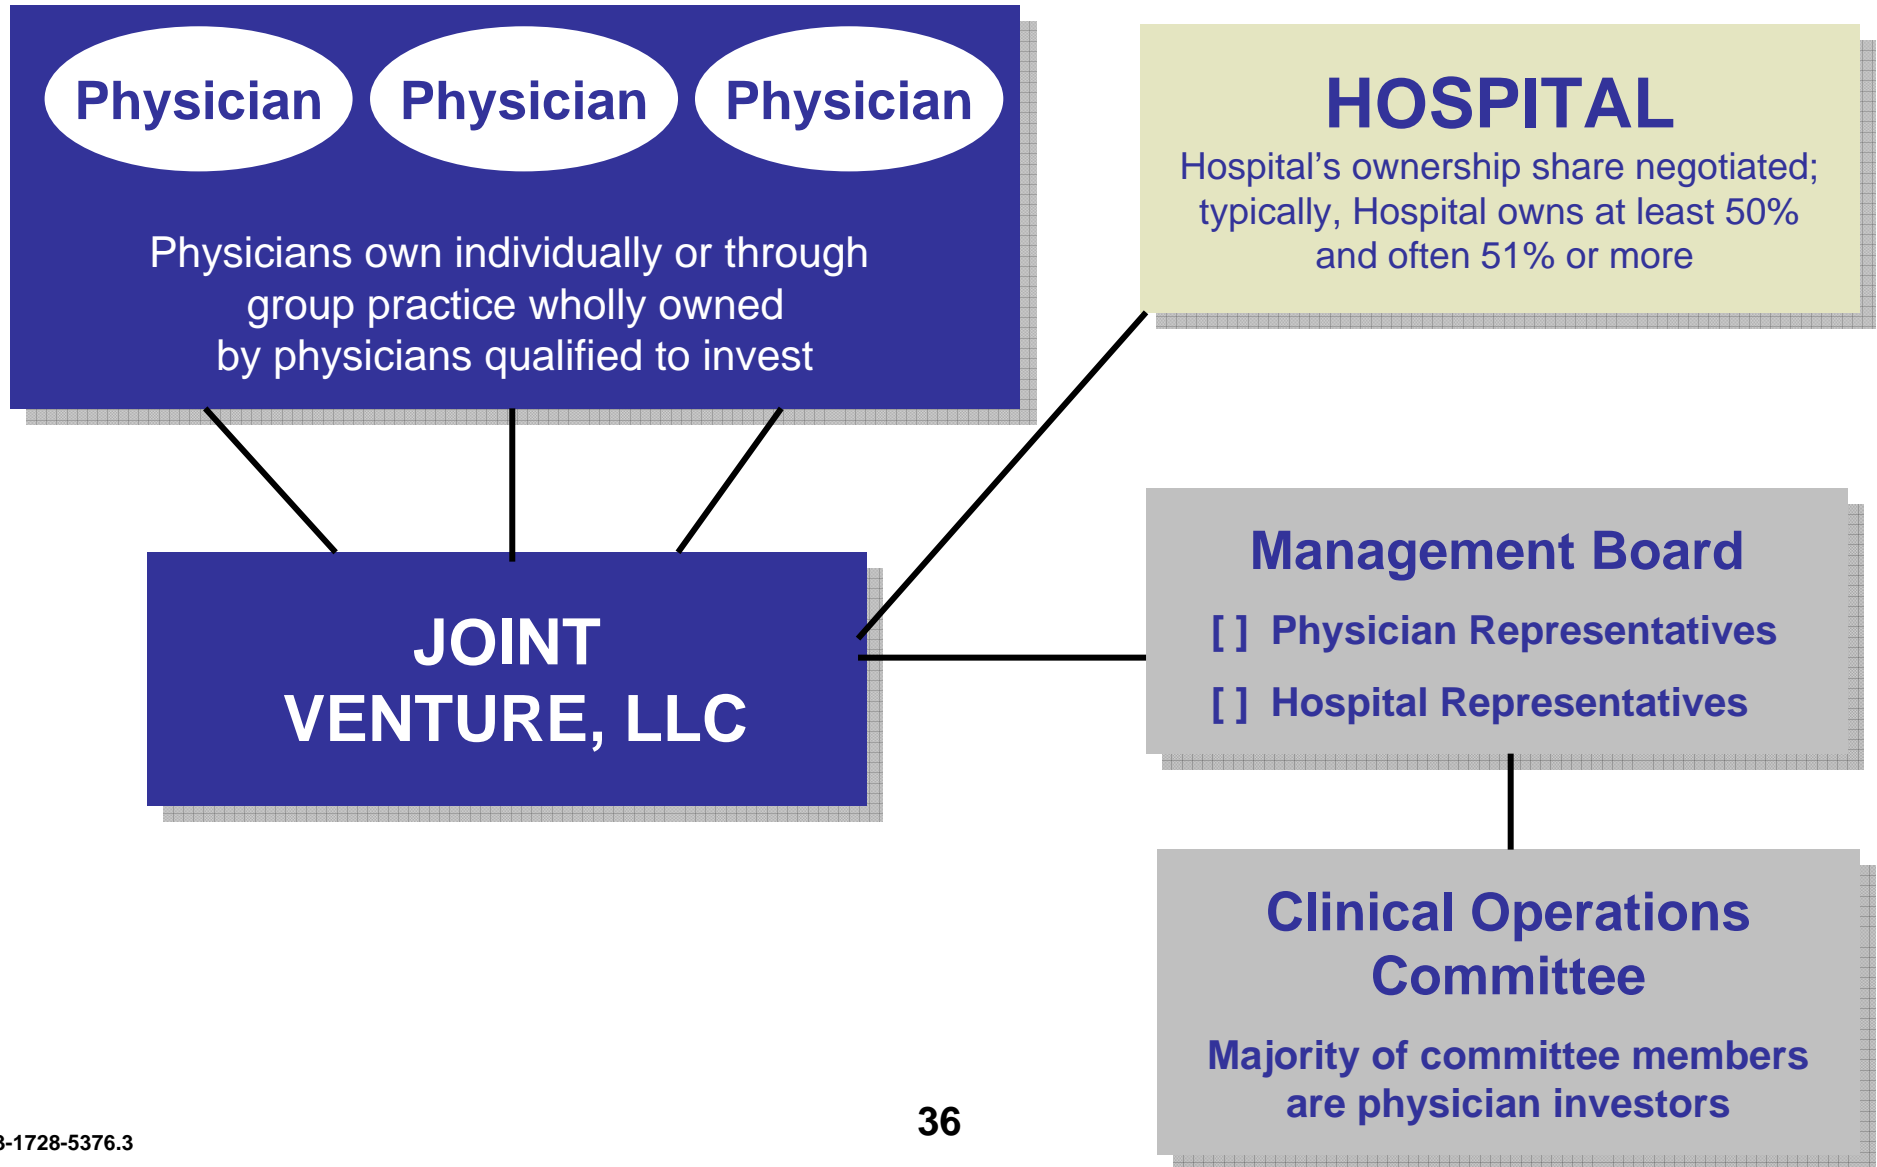 Physician Physician Physician
Physicians own individually or through
group practice wholly owned
by physicians qualified to invest
HOSPITAL
Hospital’s ownership share negotiated;
typically, Hospital owns at least 50%
and often 51% or more
JOINT
VENTURE, LLC
Management Board
[ ] Physician Representatives
[ ] Hospital Representatives
Clinical Operations
Committee
Majority of committee members
are physician investors
36
-1728-5376.3